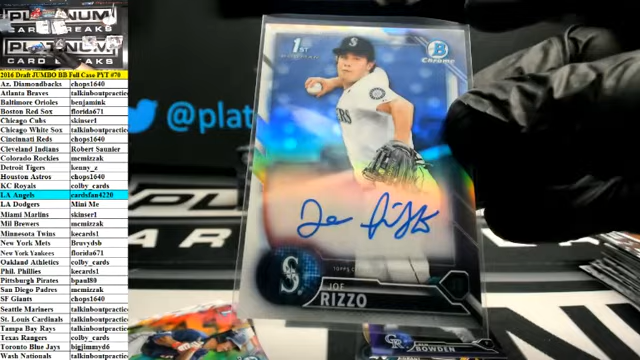 PLATINUM
CARD BREAKS
PLATINUM
CARD BREAKS
2016 Draft JUMBO BB Full Case PYT #70
Az. Diamondbacks chops1640
Atlanta Braves talkinboutpractice
Baltimore Orioles benjamink
Boston Red Sox florida671
Chicago Cubs skinser1
Chicago White Sox talkinboutpractice
Cincinnati Reds chops1640
Cleveland Indians Robert Saunier
Colorado Rockies mcmizzak
Detroit Tigers kenny_z
Houston Astros chops1640
KC Royals colby_cards
LA Angels cardsfan4220
LA Dodgers Mini Me
Miami Marlins skinser1
Mil Brewers mcmizzak
Minnesota Twins kecards1
New York Mets Bruvydsb
New York Yankees florida671
Oakland Athletics colby_cards
Phil. Phillies kecards1
Pittsburgh Pirates bpaul80
San Diego Padres mcmizzak
SF Giants chops1640
Seattle Mariners talkinboutpractice
St. Louis Cardinals talkinboutpractice
Tampa Bay Rays talkinboutpractice
Texas Rangers colby_cards
Toronto Blue Jays bigjimmyd6
Wash Nationals talkinboutpractice
@plat
1ST
B
Chrome
S
JOE
RIZZO
BOWDEN